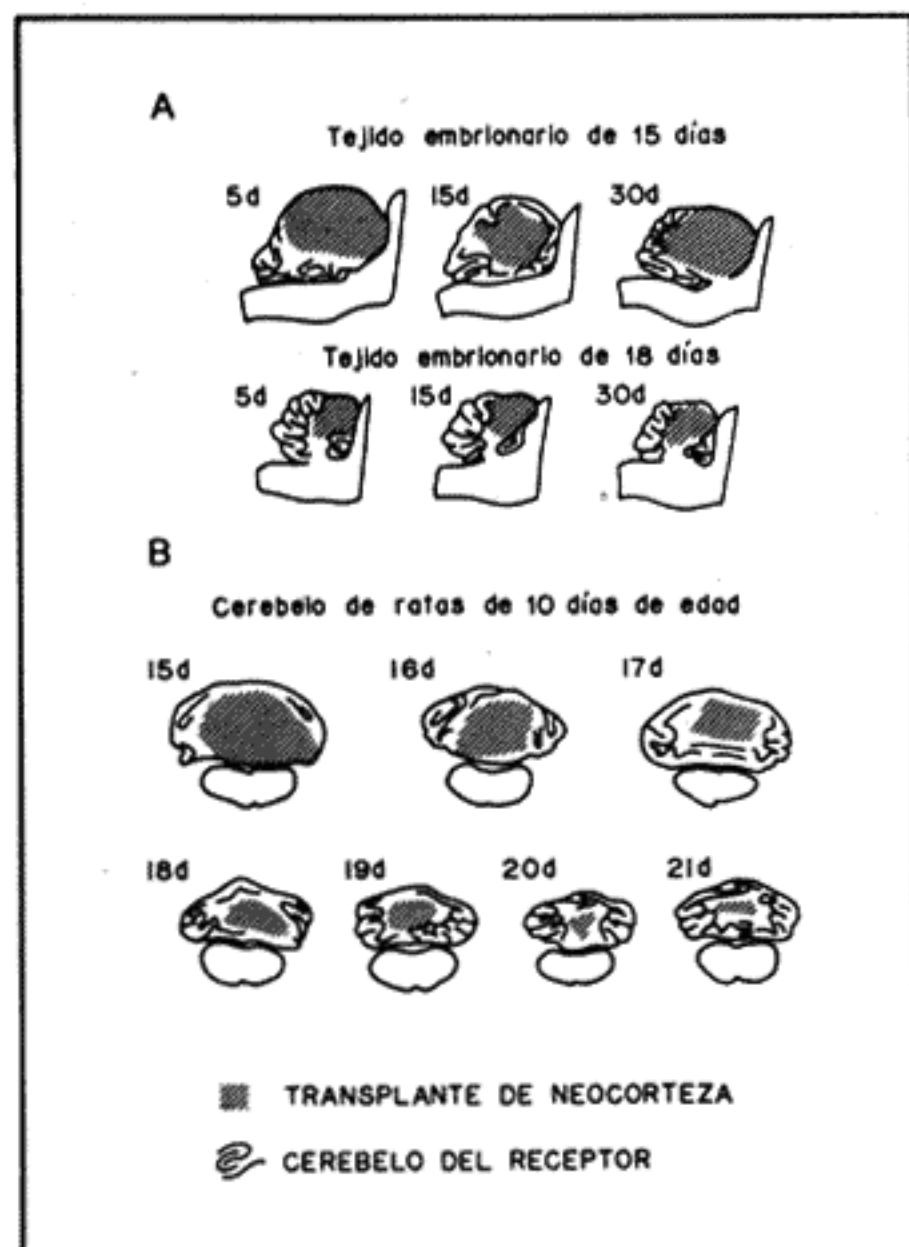 A
Tejido embrionario de 15 días
5d 15d 30d
Tejido embrionario de 18 días
5d 15d 30d
B
Cerebelo de ratas de 10 días de edad
15d 16d 17d
18d 19d 20d 21d
TRANSPLANTE DE NEOCORTEZA
CEREBELO DEL RECEPTOR